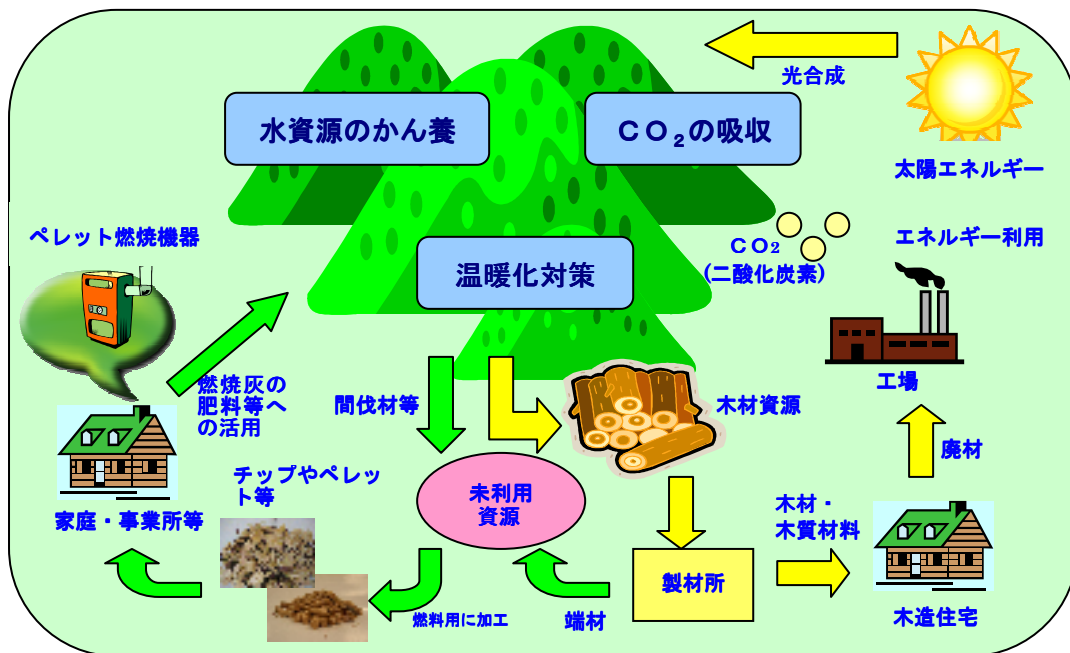 光合成
水資源のかん養
CO₂の吸収
太陽エネルギー
ペレット燃焼機器
CO₂
(二酸化炭素)
エネルギー利用
温暖化対策
工場
燃焼灰の
肥料等へ
の活用
間伐材等
木材資源
廃材
チップやペレッ
ト等
未利用
資源
木材・
木質材料
家庭・事業所等
製材所
燃料用に加工
端材
木造住宅